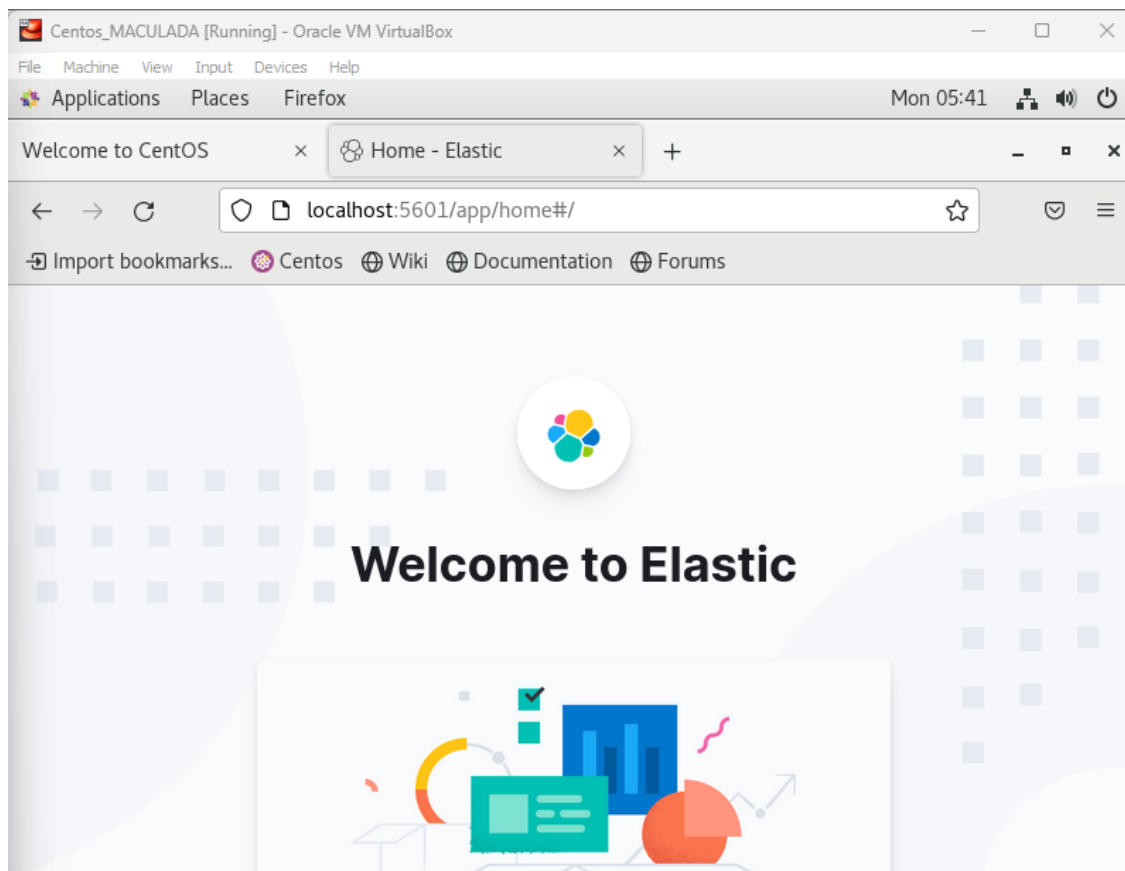 Centos_MACULADA [Running] - Oracle VM VirtualBox
File Machine View Input Devices Help
Applications Places Firefox Mon 05:41
Welcome to CentOS Home - Elastic
localhost:5601/app/home#/
Import bookmarks... Centos Wiki Documentation Forums
Welcome to Elastic